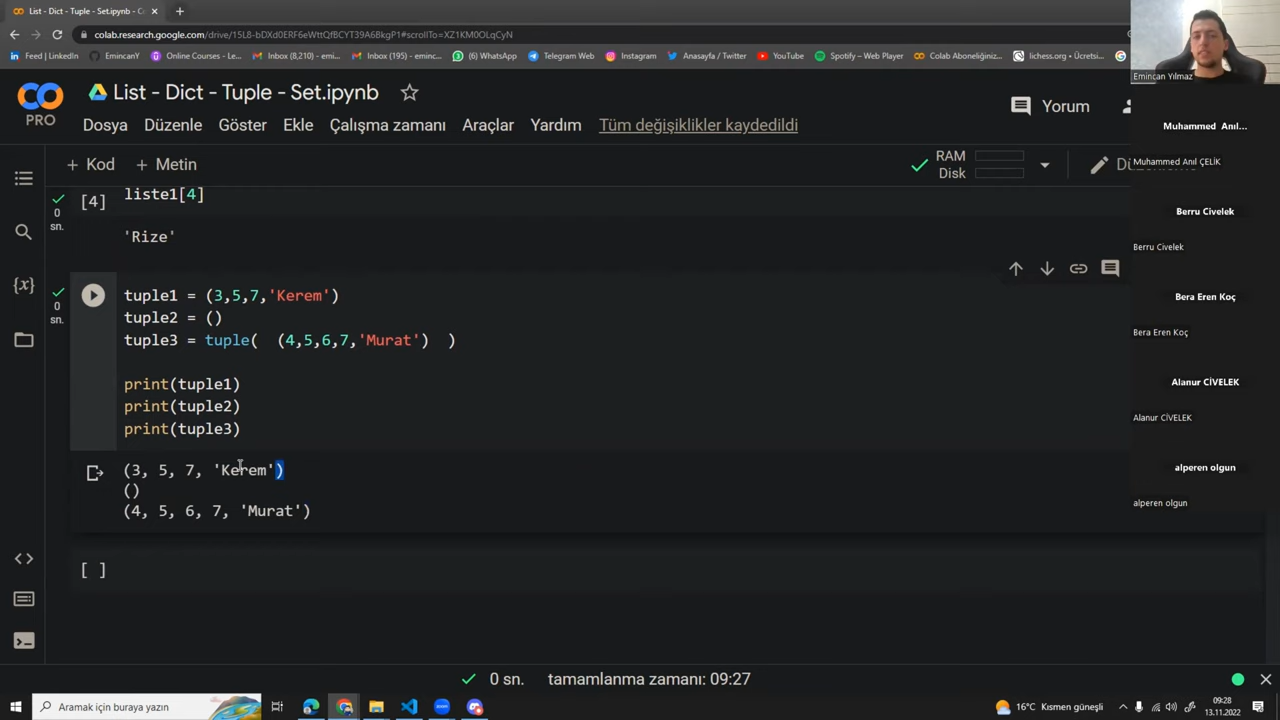 List - Dict - Tuple - Set.ipynb - C
colab.research.google.com/drive/15L8-bDXd0ERF6eWttQfBCYT39A6BkgP1#scrollTo=XZ1KM0OLqCyN
Feed | LinkedIn
EmincanY
Online Courses - Le...
Inbox (8,210) - emi...
Inbox (195) - eminc...
(6) WhatsApp
Telegram Web
Instagram
Anasayfa / Twitter
YouTube
Spotify – Web Player
Colab Aboneliğiniz...
lichess.org • Ücretsi...
Emincan Yılmaz
PRO
List - Dict - Tuple - Set.ipynb
Yorum
Dosya Düzenle Göster Ekle Çalışma zamanı Araçlar Yardım Tüm değişiklikler kaydedildi
Muhammed Anıl...
Muhammed Anıl ÇELİK
+ Kod + Metin
RAM
Disk
[4] liste1[4]
0
sn.
'Rize'
Berru Civelek
Berru Civelek
0
sn.
tuple1 = (3,5,7,'Kerem')
tuple2 = ()
tuple3 = tuple( (4,5,6,7,'Murat') )
print(tuple1)
print(tuple2)
print(tuple3)
Bera Eren Koç
Bera Eren Koç
Alanur CİVELEK
Alanur CİVELEK
(3, 5, 7, 'Kerem')
()
(4, 5, 6, 7, 'Murat')
alperen olgun
alperen olgun
[ ]
0 sn. tamamlanma zamanı: 09:27
Aramak için buraya yazın
16°C Kısmen güneşli
09:28
13.11.2022